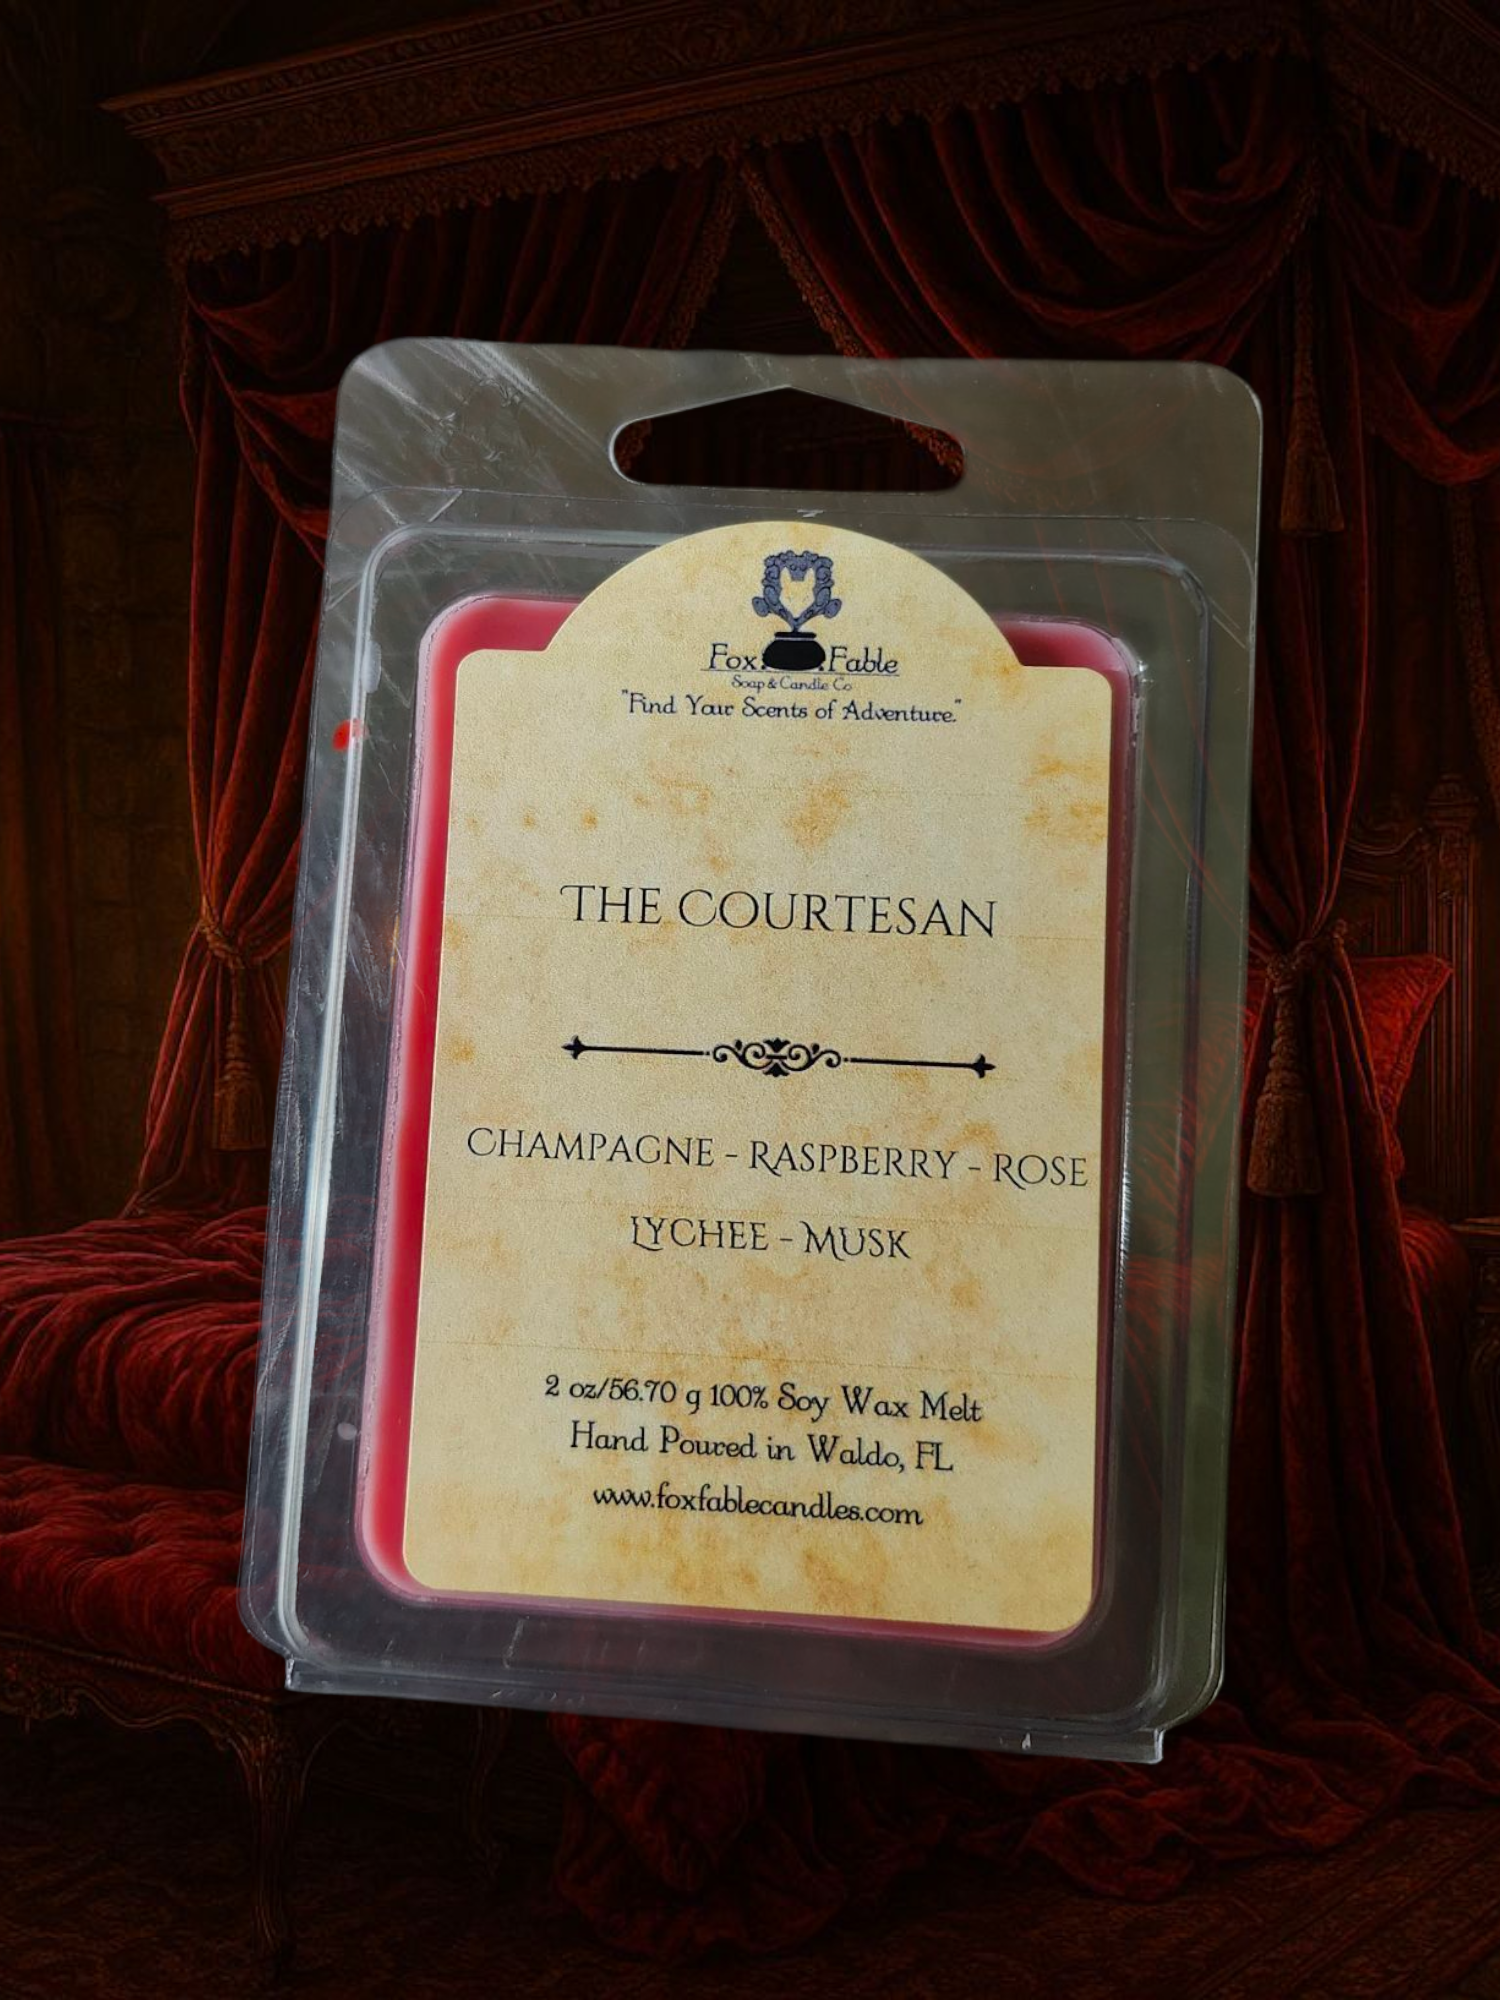 Fox Fable
Soap & Candle Co
"Find Your Scents of Adventure."
The Courtesan
Champagne - Raspberry - Rose
Lychee - Musk
2 oz/56.70 g 100% Soy Wax Melt
Hand Poured in Waldo, FL
www.foxfablecandles.com